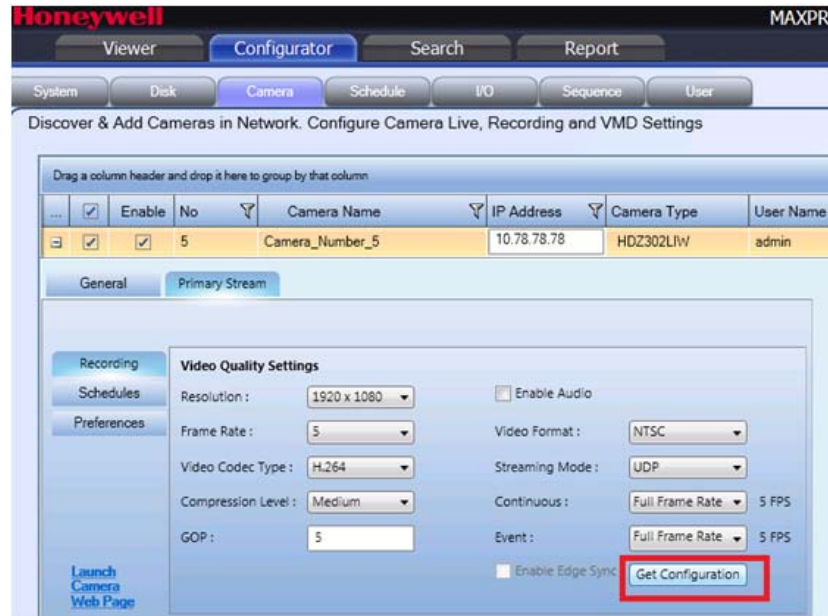 Honeywell
MAXPR
Viewer Configurator Search Report
System Disk Camera Schedule I/O Sequence User
Discover & Add Cameras in Network. Configure Camera Live, Recording and VMD Settings
Drag a column header and drop it here to group by that column
... Enable No Camera Name IP Address Camera Type User Name
5 Camera_Number_5 10.78.78.78 HDZ302LIW admin
General Primary Stream
Recording
Schedules
Preferences
Video Quality Settings
Resolution : 1920 x 1080 Enable Audio
Frame Rate : 5 Video Format : NTSC
Video Codec Type : H.264 Streaming Mode : UDP
Compression Level : Medium Continuous : Full Frame Rate 5 FPS
GOP : 5 Event : Full Frame Rate 5 FPS
Enable Edge Sync Get Configuration
Launch
Camera
Web Page